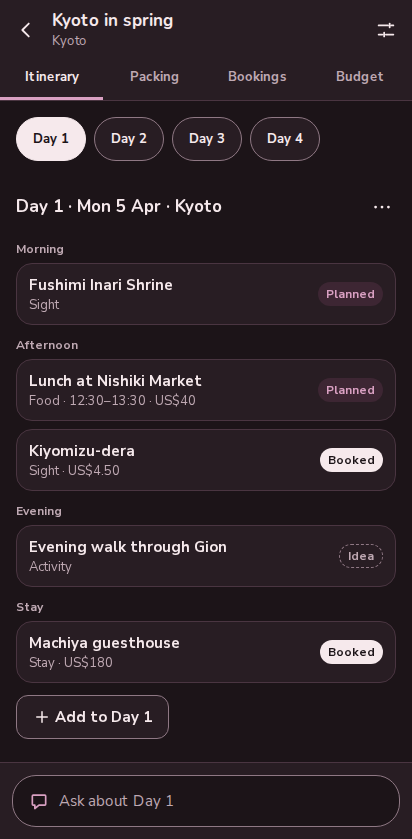 Kyoto in spring
Kyoto
Itinerary Packing Bookings Budget
Day 1 Day 2 Day 3 Day 4
Day 1 · Mon 5 Apr · Kyoto
Morning
Fushimi Inari Shrine
Sight
Planned
Afternoon
Lunch at Nishiki Market
Food · 12:30–13:30 · US$40
Planned
Kiyomizu-dera
Sight · US$4.50
Booked
Evening
Evening walk through Gion
Activity
Idea
Stay
Machiya guesthouse
Stay · US$180
Booked
Add to Day 1
Ask about Day 1